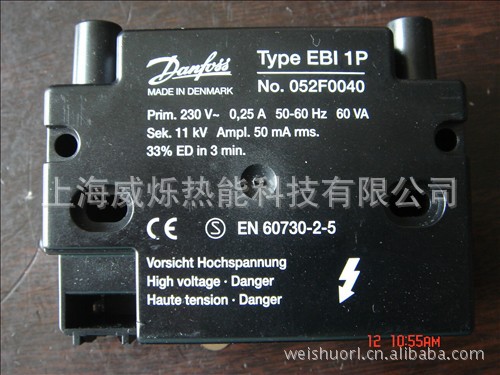 Danfoss
MADE IN DENMARK
Type EBI 1P
No. 052F0040
Prim. 230 V~ 0,25 A 50-60 Hz 60 VA
Sek. 11 kV Ampl. 50 mA rms.
33% ED in 3 min.
上海威烁热能科技有限公司
CE S EN 60730-2-5
Vorsicht Hochspannung
High voltage · Danger
Haute tension · Danger
12 10:55AM
weishuorl.cn.alibaba.com